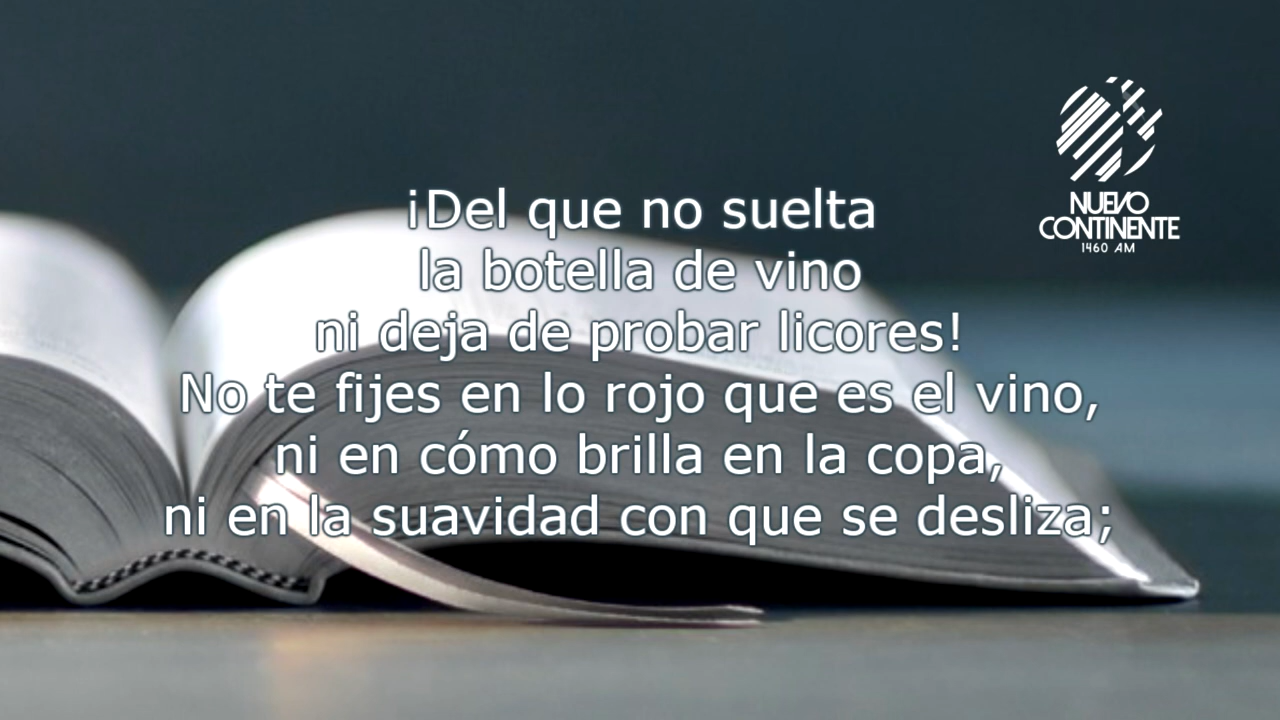 ¡Del que no suelta
la botella de vino
ni deja de probar licores!
No te fijes en lo rojo que es el vino,
ni en cómo brilla en la copa,
ni en la suavidad con que se desliza;
NUEVO
CONTINENTE
1460 AM